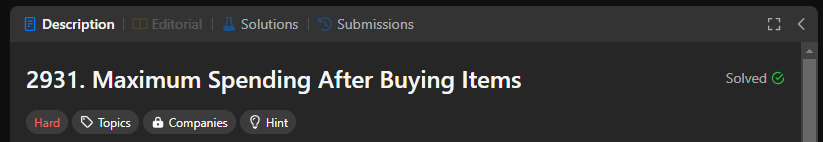 Description | Editorial | Solutions | Submissions
2931. Maximum Spending After Buying Items
Solved
Hard Topics Companies Hint